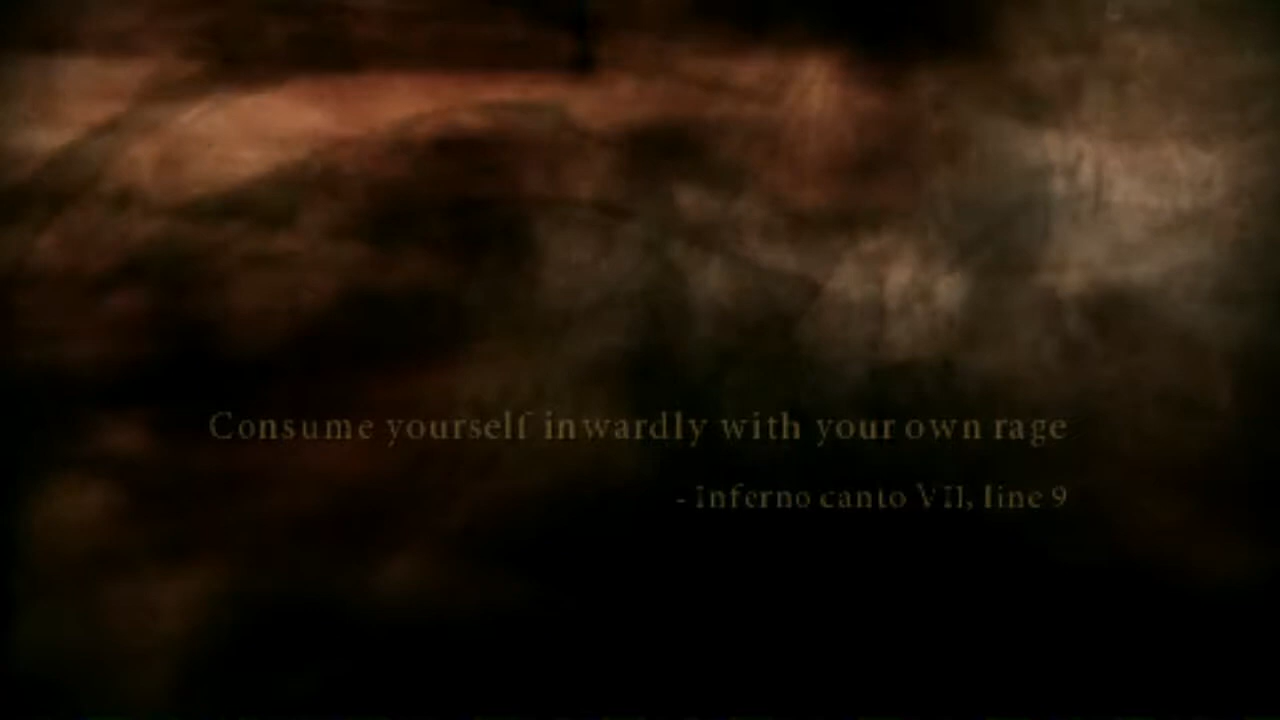 Consume yourself inwardly with your own rage
- Inferno canto VII, line 9